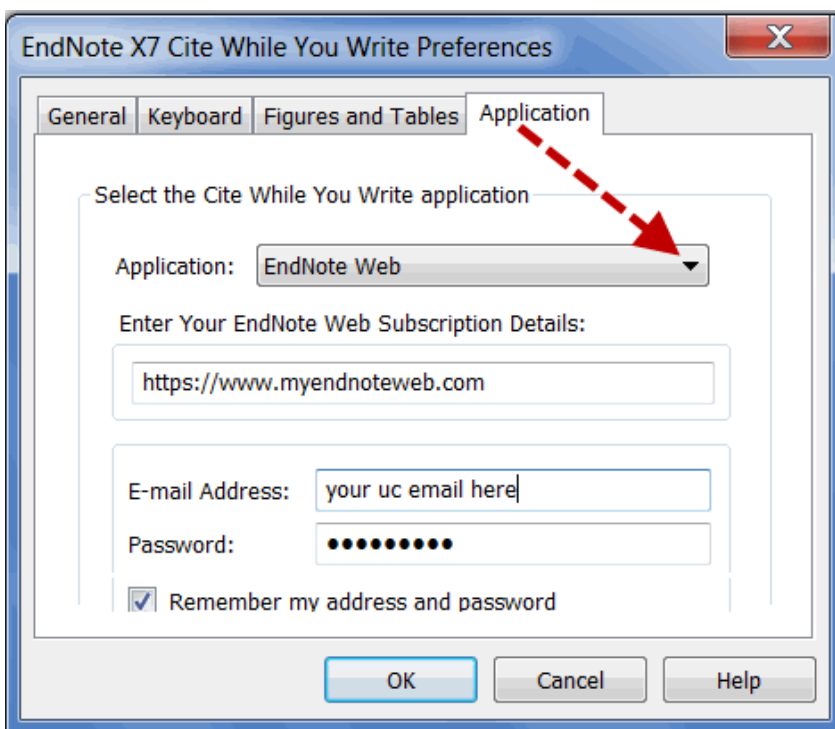 EndNote X7 Cite While You Write Preferences
General Keyboard Figures and Tables Application
Select the Cite While You Write application
Application: EndNote Web
Enter Your EndNote Web Subscription Details:
https://www.myendnoteweb.com
E-mail Address: your uc email here
Password: •••••••••
Remember my address and password
OK Cancel Help